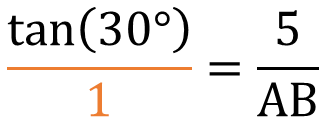 tan(30°)/1 = 5/AB